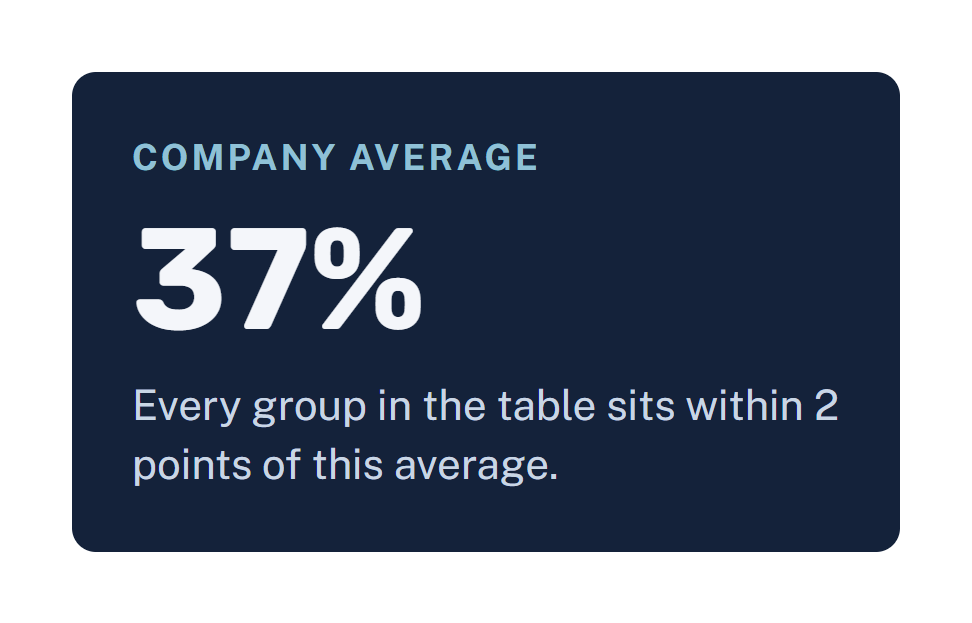 COMPANY AVERAGE
37%
Every group in the table sits within 2
points of this average.